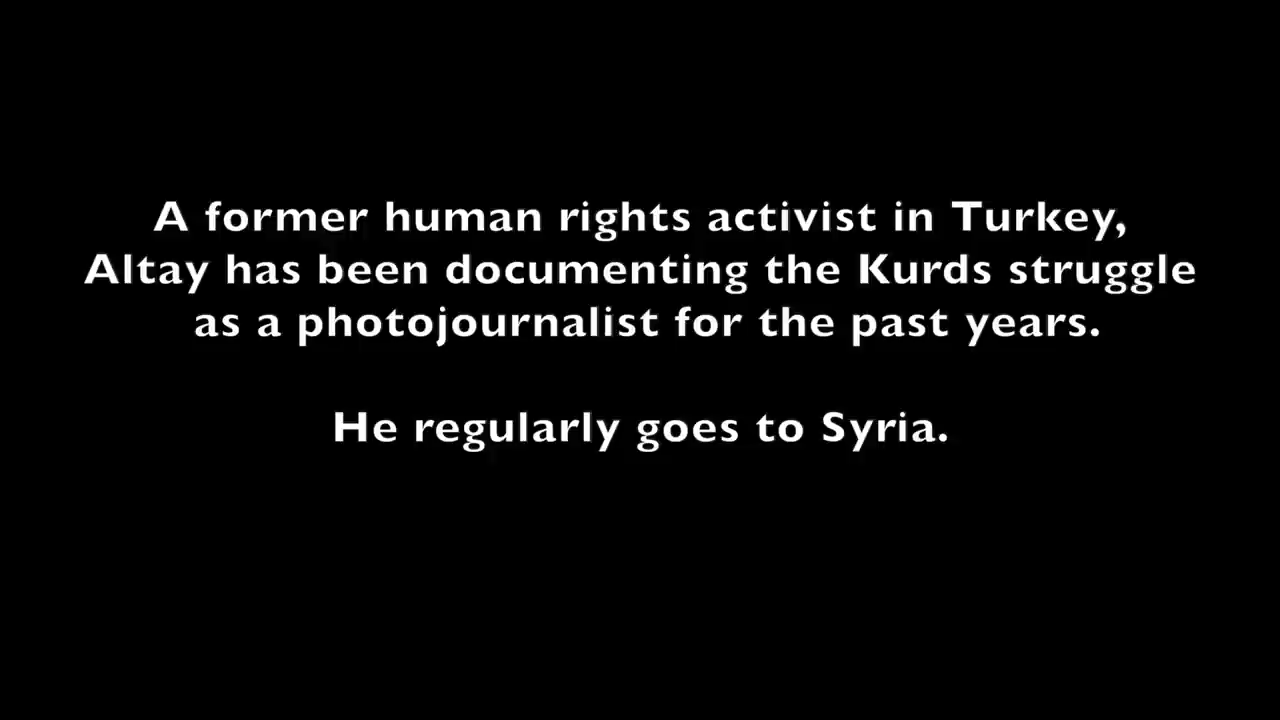 A former human rights activist in Turkey,
Altay has been documenting the Kurds struggle
as a photojournalist for the past years.
He regularly goes to Syria.